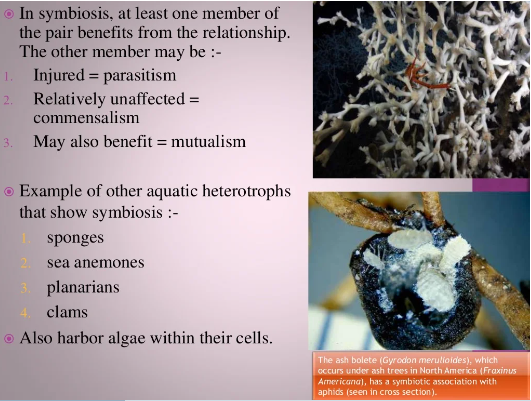 In symbiosis, at least one member of
the pair benefits from the relationship.
The other member may be :-
1. Injured = parasitism
2. Relatively unaffected =
commensalism
3. May also benefit = mutualism
Example of other aquatic heterotrophs
that show symbiosis :-
1. sponges
2. sea anemones
3. planarians
4. clams
Also harbor algae within their cells.
The ash bolete (Gyrodon merulioides), which
occurs under ash trees in North America (Fraxinus
Americana), has a symbiotic association with
aphids (seen in cross section).